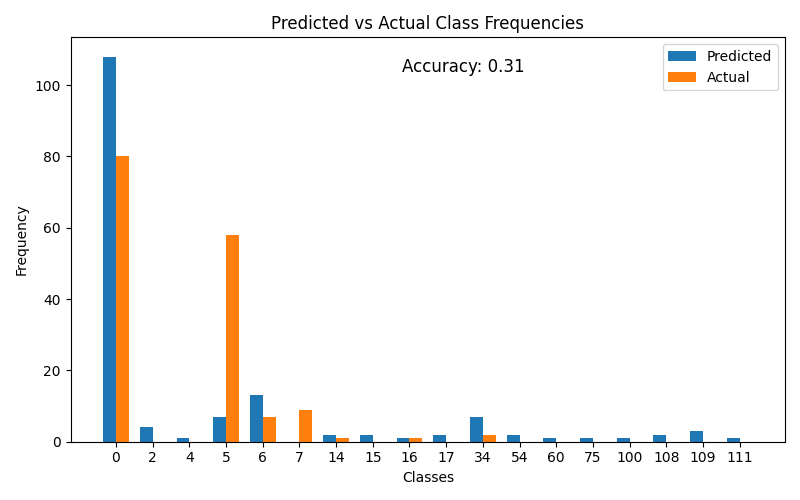 Predicted vs Actual Class Frequencies
Accuracy: 0.31
Predicted
Actual
Frequency
100
80
60
40
20
0
0 2 4 5 6 7 14 15 16 17 34 54 60 75 100 108 109 111
Classes